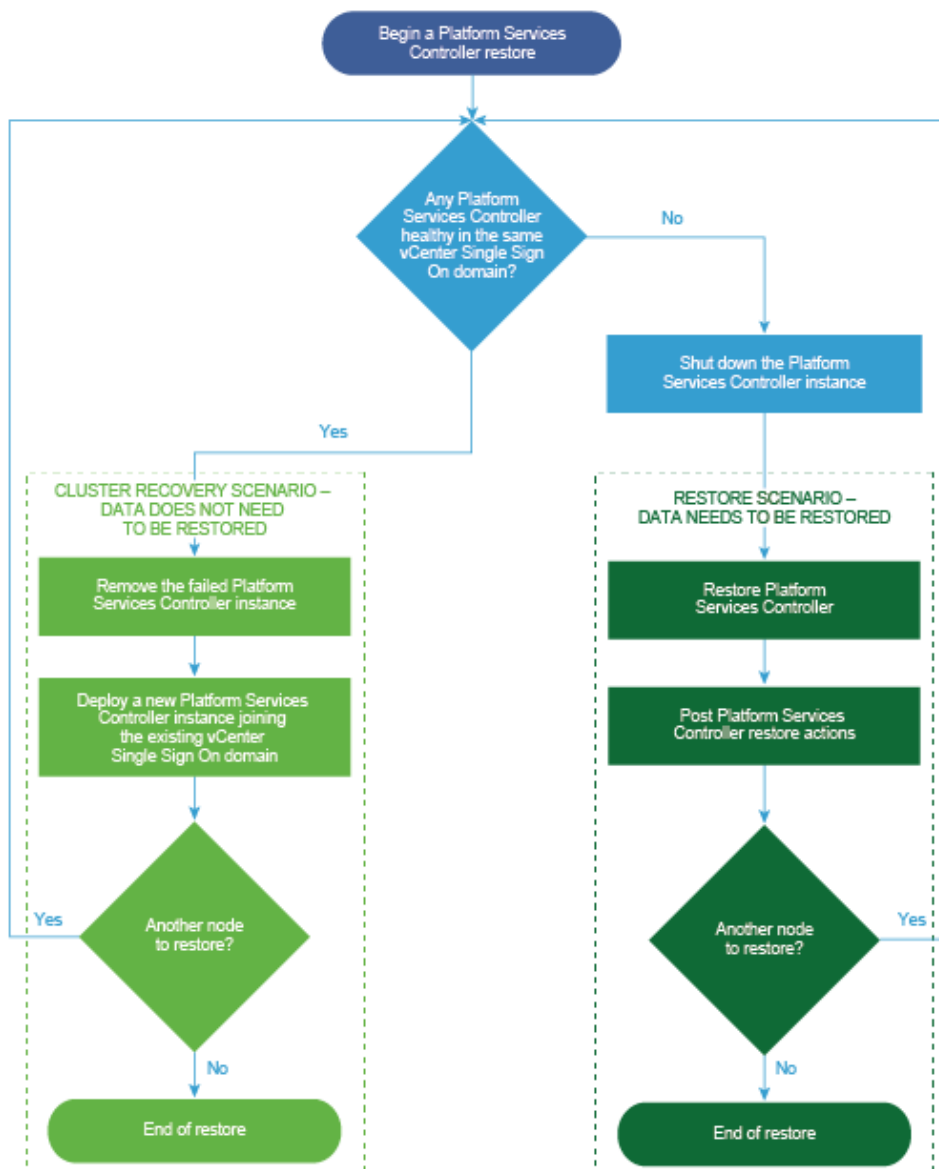 Begin a Platform Services
Controller restore
Any Platform
Services Controller
healthy in the same
vCenter Single Sign
On domain?
No
Shut down the Platform
Services Controller instance
Yes
CLUSTER RECOVERY SCENARIO –
DATA DOES NOT NEED
TO BE RESTORED
Remove the failed Platform
Services Controller instance
Deploy a new Platform Services
Controller instance joining
the existing vCenter
Single Sign On domain
Another node
to restore?
Yes
No
End of restore
RESTORE SCENARIO –
DATA NEEDS TO BE RESTORED
Restore Platform
Services Controller
Post Platform Services
Controller restore actions
Another node
to restore?
Yes
No
End of restore